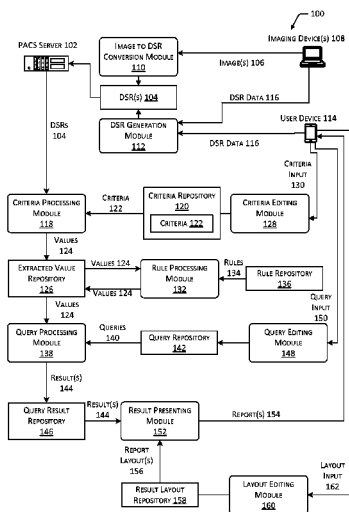 100
IMAGING DEVICE(S) 108
PACS SERVER 102
IMAGE TO DSR
CONVERSION MODULE
110
IMAGE(S) 106
DSR(S) 104
DSR DATA 116
USER DEVICE 114
DSR GENERATION
MODULE
112
DSR DATA 116
DSRS
104
CRITERIA
INPUT
130
CRITERIA PROCESSING
MODULE
118
CRITERIA
122
CRITERIA REPOSITORY
120
CRITERIA 122
CRITERIA EDITING
MODULE
128
VALUES
124
EXTRACTED VALUE
REPOSITORY
126
VALUES 124
VALUES 124
RULE PROCESSING
MODULE
132
RULES
134
RULE REPOSITORY
136
VALUES
124
QUERY
INPUT
150
QUERY PROCESSING
MODULE
138
QUERIES
140
QUERY REPOSITORY
142
QUERY EDITING
MODULE
148
RESULT(S)
144
QUERY RESULT
REPOSITORY
146
RESULT(S)
144
RESULT PRESENTING
MODULE
152
REPORT(S) 154
REPORT
LAYOUT(S)
156
RESULT LAYOUT
REPOSITORY 158
LAYOUT EDITING
MODULE
160
LAYOUT
INPUT
162